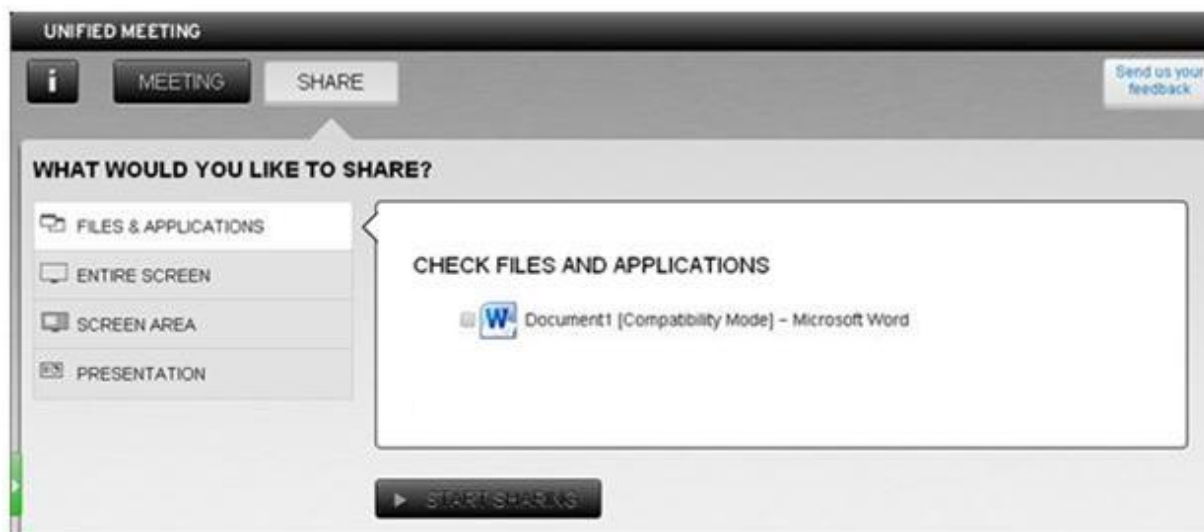 UNIFIED MEETING
i MEETING SHARE
Send us your
feedback
WHAT WOULD YOU LIKE TO SHARE?
FILES & APPLICATIONS
ENTIRE SCREEN
SCREEN AREA
PRESENTATION
CHECK FILES AND APPLICATIONS
W Document1 [Compatibility Mode] – Microsoft Word
START SHARING